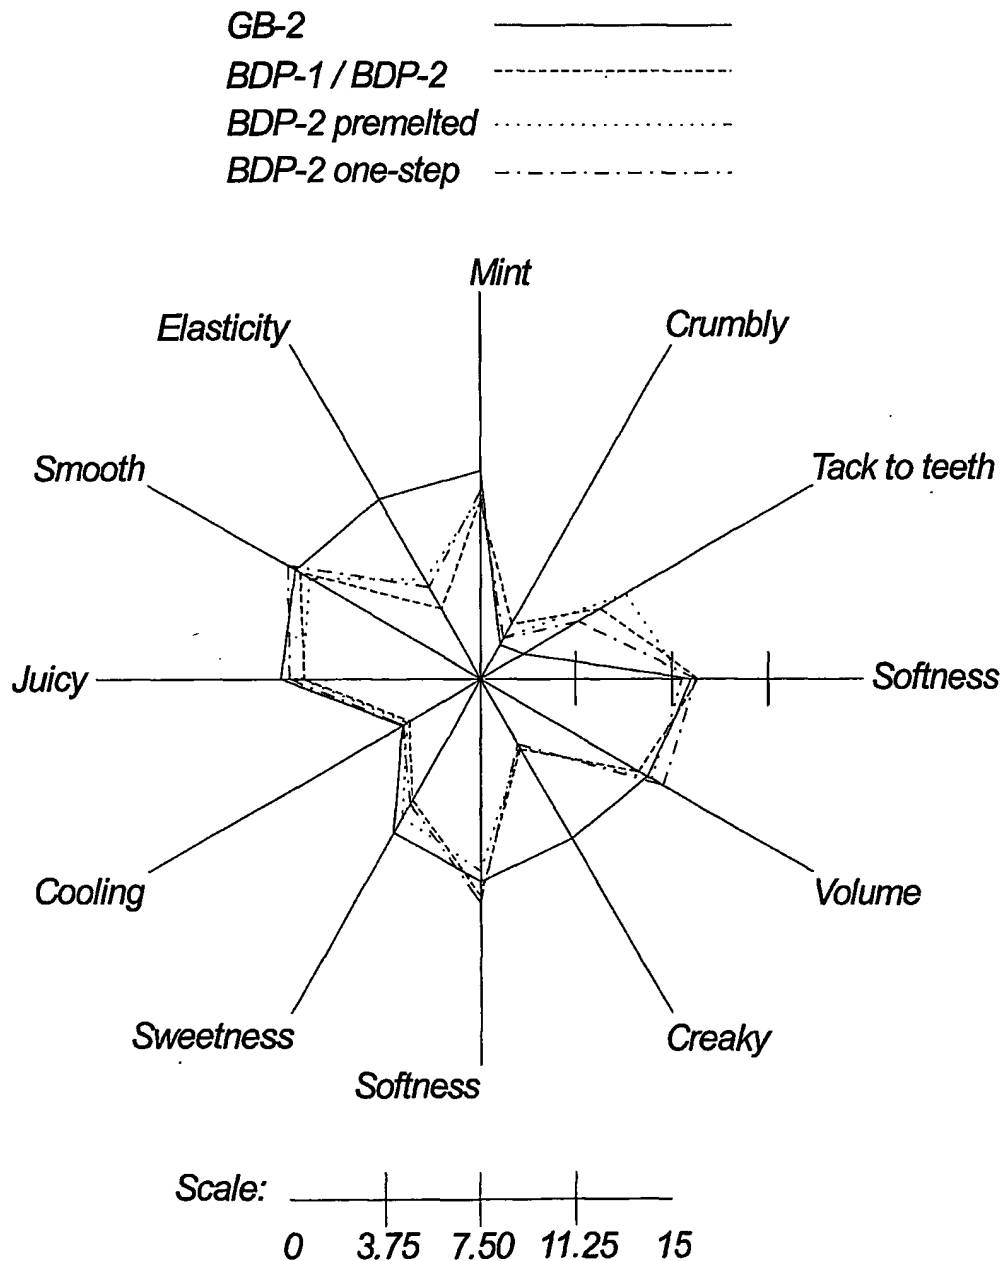 GB-2
BDP-1 / BDP-2
BDP-2 premelted
BDP-2 one-step
Mint
Elasticity
Crumbly
Smooth
Tack to teeth
Juicy
Softness
Cooling
Volume
Sweetness
Creaky
Softness
Scale:
0 3.75 7.50 11.25 15